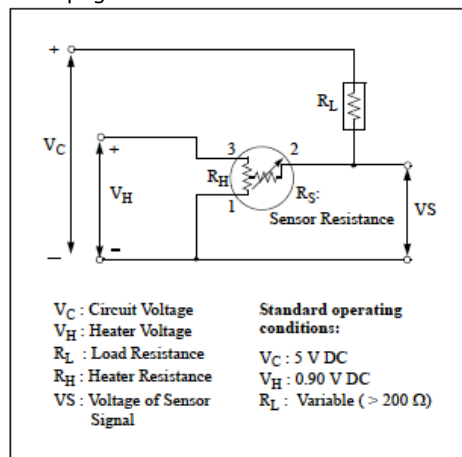 +
R_L
V_C
+
3
2
R_H
V_H
1
R_S:
Sensor Resistance
VS
−
−
V_C : Circuit Voltage
V_H : Heater Voltage
R_L : Load Resistance
R_H : Heater Resistance
VS : Voltage of Sensor
Signal
Standard operating
conditions:
V_C : 5 V DC
V_H : 0.90 V DC
R_L : Variable ( > 200 Ω)